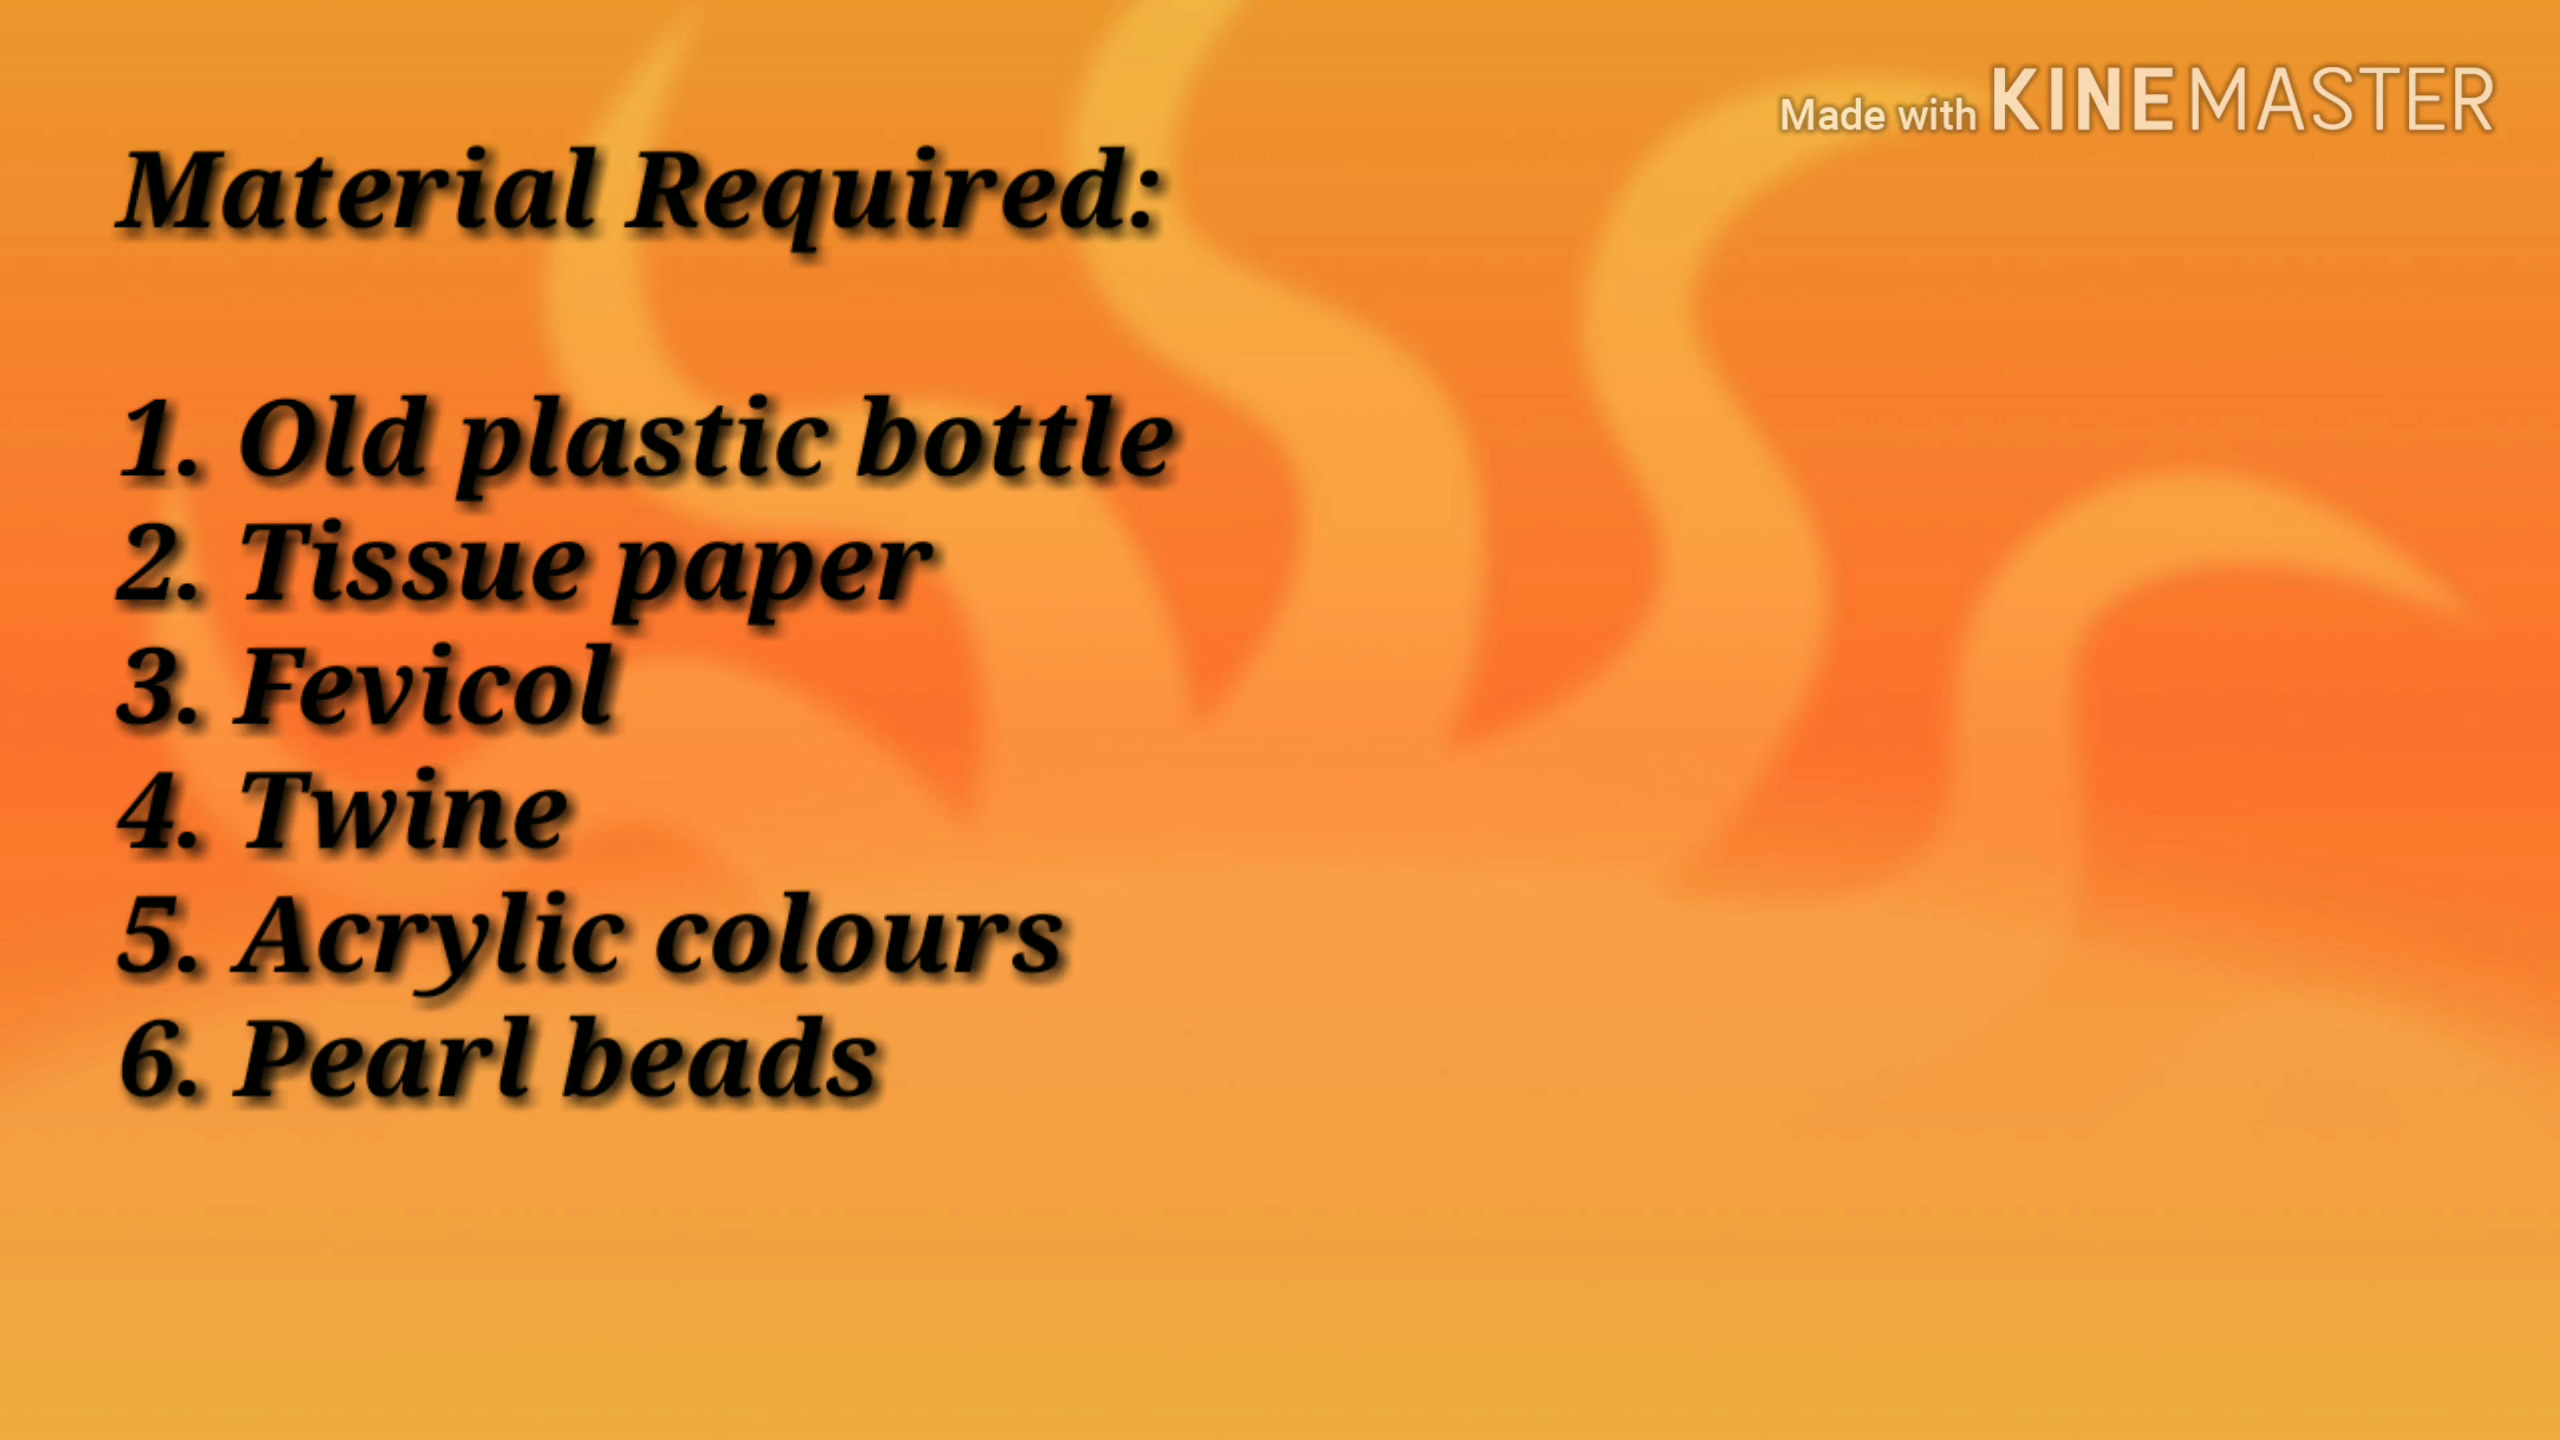 Made with KINEMASTER
Material Required:
1. Old plastic bottle
2. Tissue paper
3. Fevicol
4. Twine
5. Acrylic colours
6. Pearl beads